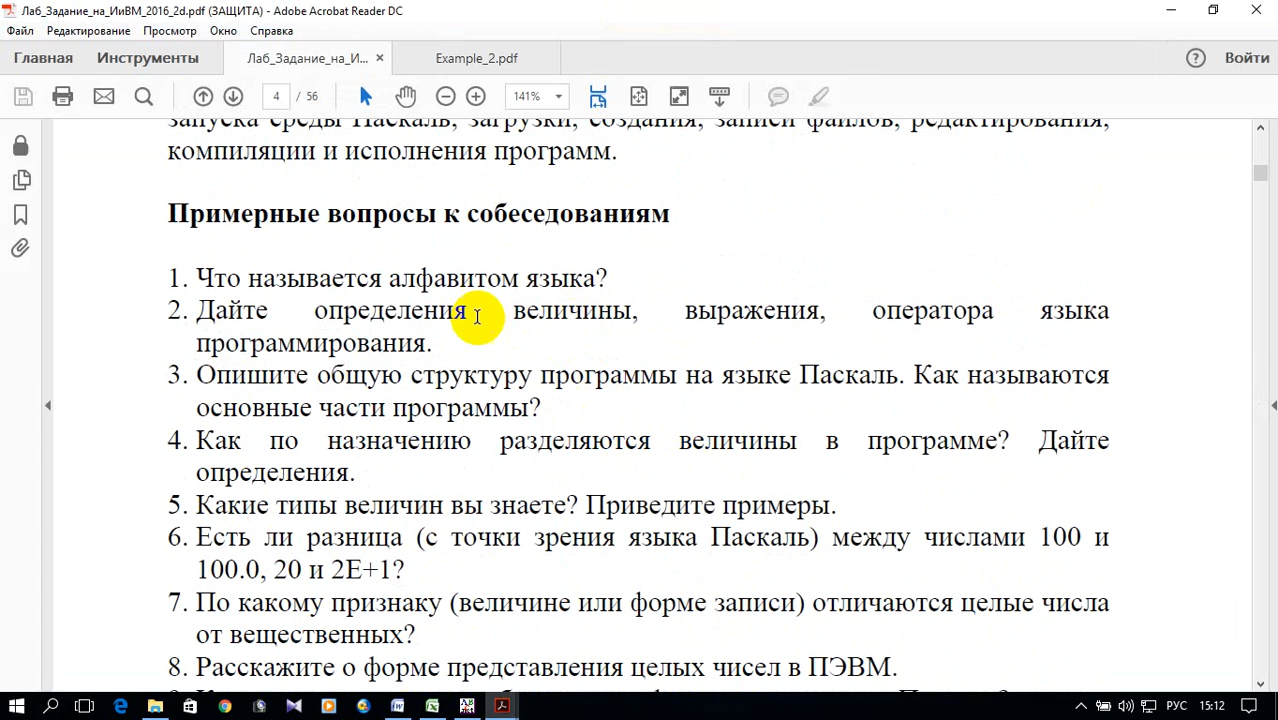 Лаб_Задание_на_ИиВМ_2016_2d.pdf (ЗАЩИТА) - Adobe Acrobat Reader DC
Файл Редактирование Просмотр Окно Справка
Главная Инструменты Лаб_Задание_на_И... × Example_2.pdf Войти
4 / 56 141%
запуска среды Паскаль, загрузки, создания, записи файлов, редактирования,
компиляции и исполнения программ.
Примерные вопросы к собеседованиям
1. Что называется алфавитом языка?
2. Дайте определения величины, выражения, оператора языка
программирования.
3. Опишите общую структуру программы на языке Паскаль. Как называются
основные части программы?
4. Как по назначению разделяются величины в программе? Дайте
определения.
5. Какие типы величин вы знаете? Приведите примеры.
6. Есть ли разница (с точки зрения языка Паскаль) между числами 100 и
100.0, 20 и 2E+1?
7. По какому признаку (величине или форме записи) отличаются целые числа
от вещественных?
8. Расскажите о форме представления целых чисел в ПЭВМ.
РУС 15:12